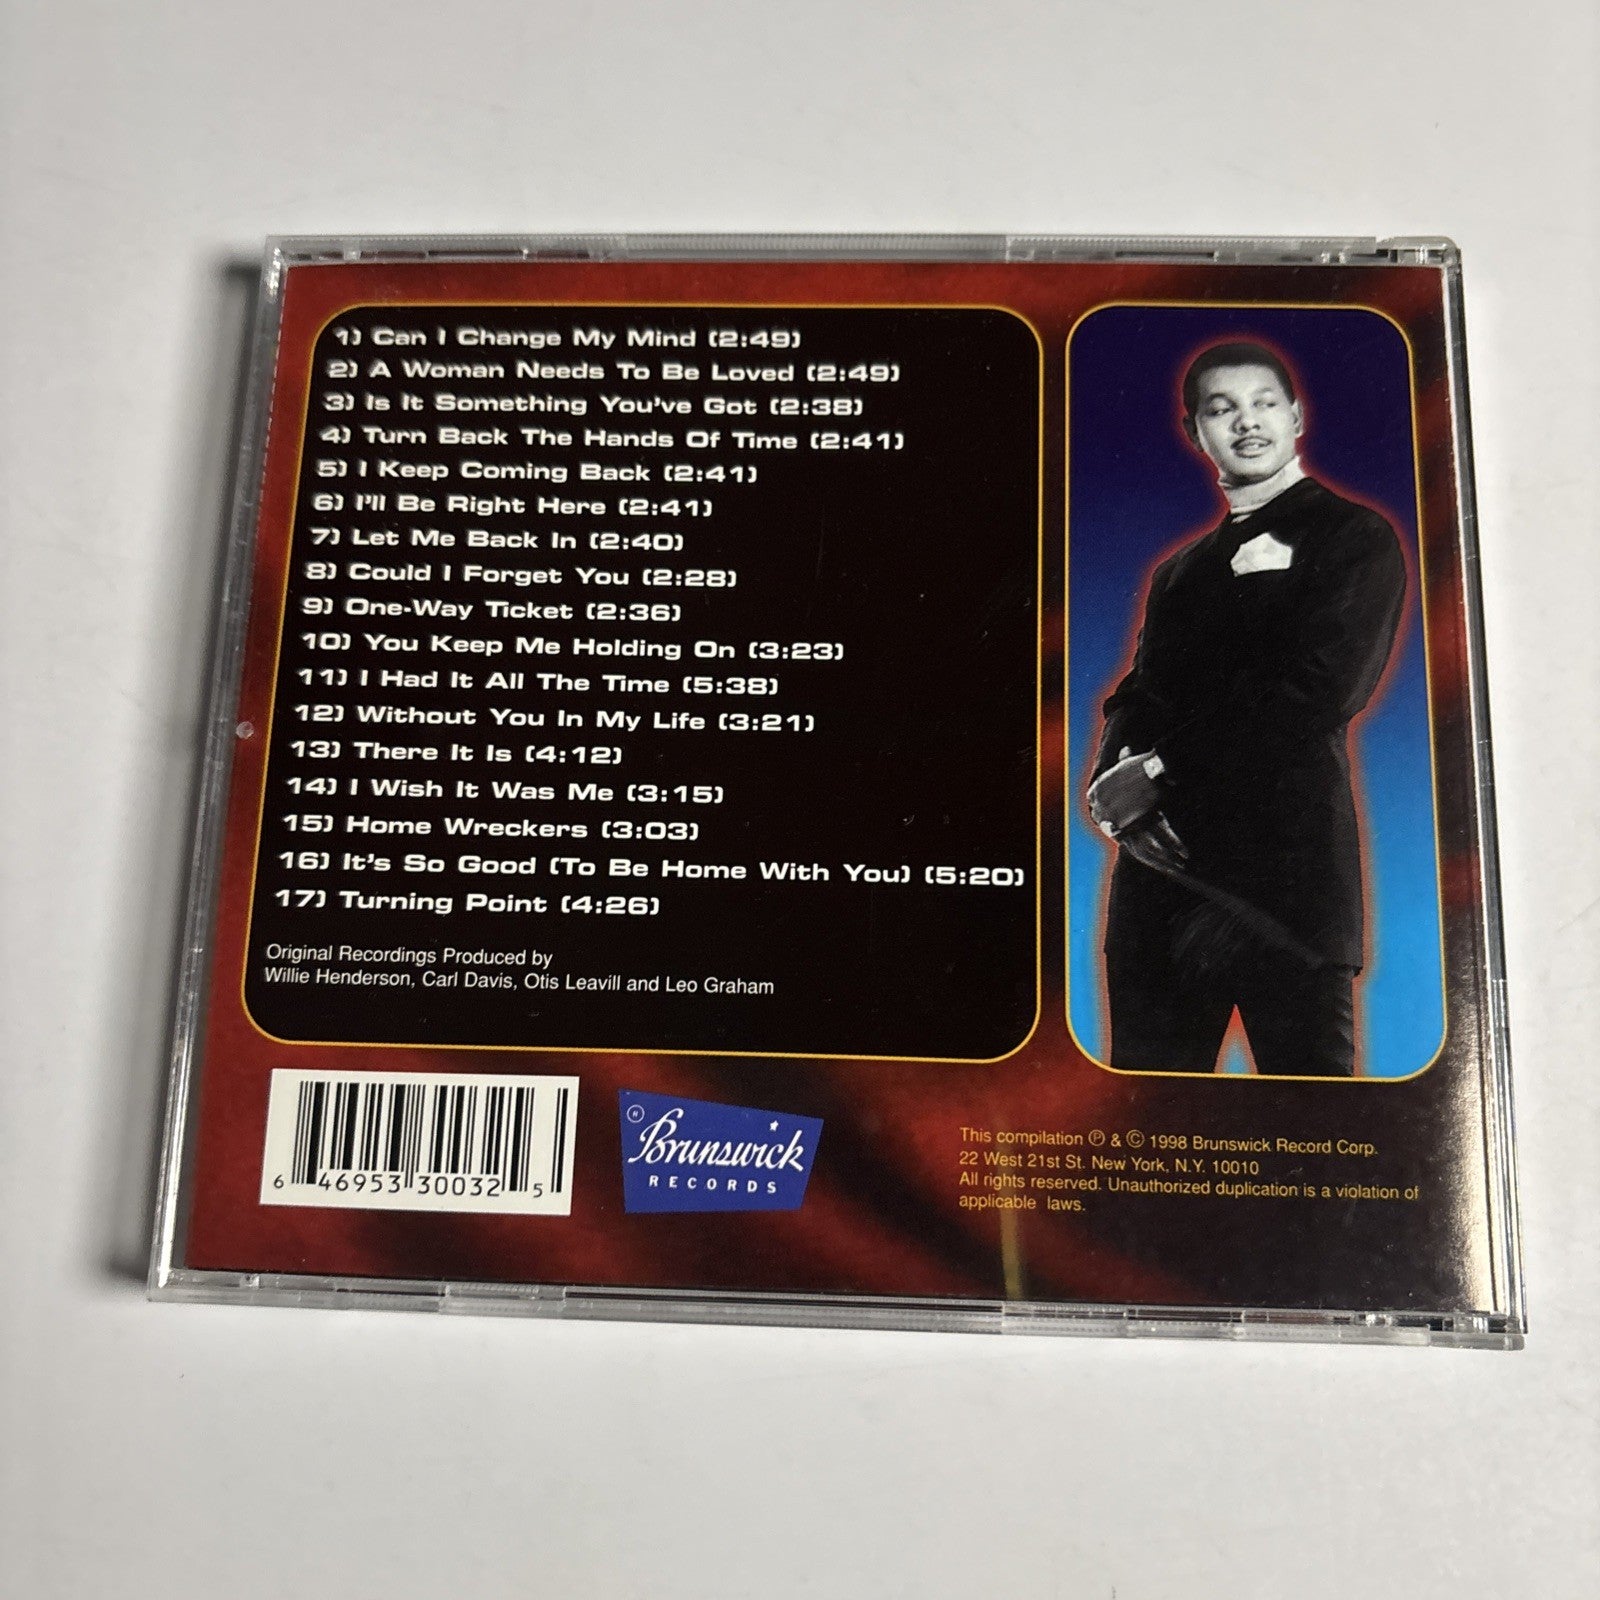 1) Can I Change My Mind (2:49)
2) A Woman Needs To Be Loved (2:49)
3) Is It Something You've Got (2:38)
4) Turn Back The Hands Of Time (2:41)
5) I Keep Coming Back (2:41)
6) I'll Be Right Here (2:41)
7) Let Me Back In (2:40)
8) Could I Forget You (2:28)
9) One-Way Ticket (2:36)
10) You Keep Me Holding On (3:23)
11) I Had It All The Time (5:38)
12) Without You In My Life (3:21)
13) There It Is (4:12)
14) I Wish It Was Me (3:15)
15) Home Wreckers (3:03)
16) It's So Good (To Be Home With You) (5:20)
17) Turning Point (4:26)
Original Recordings Produced by
Willie Henderson, Carl Davis, Otis Leavill and Leo Graham
6 46953 30032 5
® Brunswick
RECORDS
This compilation ℗ & © 1998 Brunswick Record Corp.
22 West 21st St. New York, N.Y. 10010
All rights reserved. Unauthorized duplication is a violation of
applicable laws.